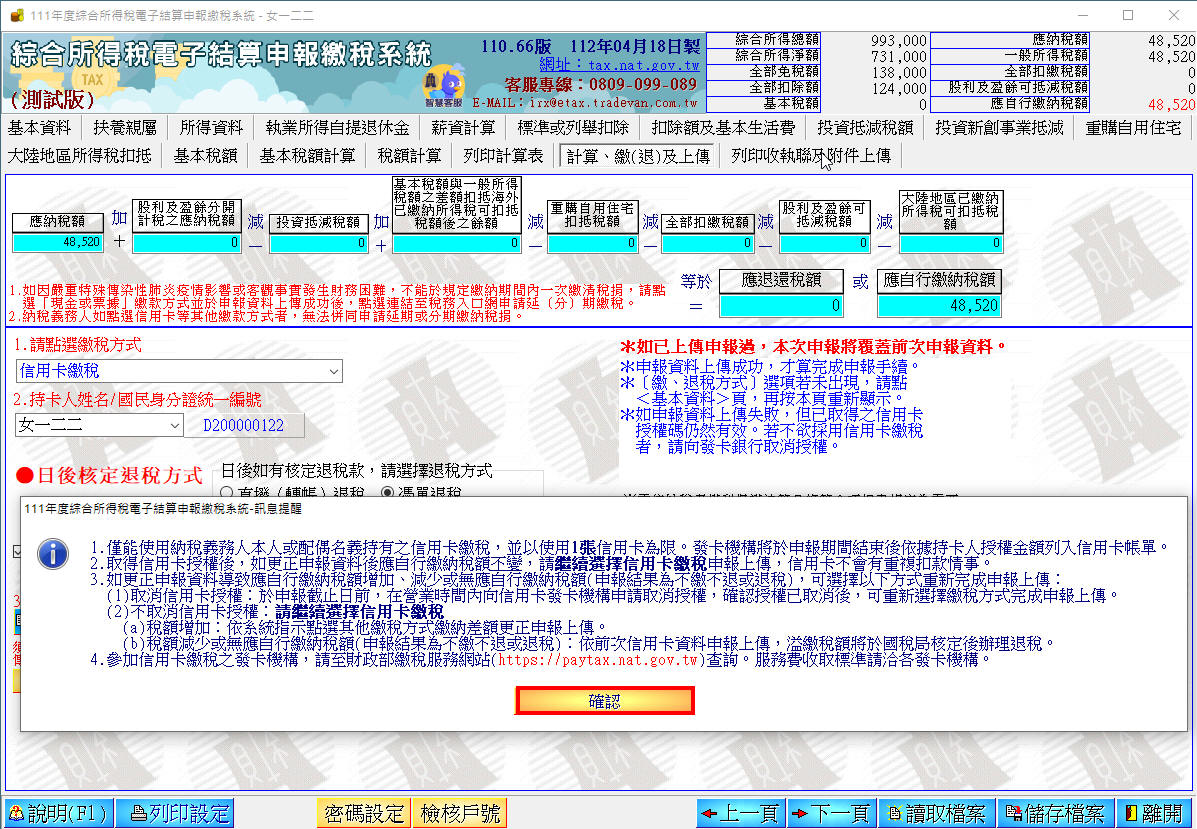 111年度綜合所得稅電子結算申報繳稅系統 - 女一二二
綜合所得稅電子結算申報繳稅系統
TAX
(測試版)
110.66版 112年04月18日製
網址：tax.nat.gov.tw
客服專線：0809-099-089
E-MAIL：irx@etax.tradevan.com.tw
智慧客服
綜合所得總額 993,000 應納稅額 48,520
綜合所得淨額 731,000 一般所得稅額 48,520
全部免稅額 138,000 全部扣繳稅額 0
全部扣除額 124,000 股利及盈餘可抵減稅額 0
基本稅額 0 應自行繳納稅額 48,520
基本資料 扶養親屬 所得資料 執業所得自提退休金 薪資計算 標準或列舉扣除 扣除額及基本生活費 投資抵減稅額 投資新創事業抵減 重購自用住宅
大陸地區所得稅扣抵 基本稅額 基本稅額計算 稅額計算 列印計算表 計算、繳(退)及上傳 列印收執聯及附件上傳
應納稅額
48,520
加
＋
股利及盈餘分開
計稅之應納稅額
0
減
－
投資抵減稅額
0
加
＋
基本稅額與一般所得
稅額之差額扣抵海外
已繳納所得稅可扣抵
稅額後之餘額
0
減
－
重購自用住宅
扣抵稅額
0
減
－
全部扣繳稅額
0
減
－
股利及盈餘可
抵減稅額
0
減
－
大陸地區已繳納
所得稅可扣抵稅
額
0
1.如因嚴重特殊傳染性肺炎疫情影響或客觀事實發生財務困難，不能於規定繳納期間內一次繳清稅捐，請點
選「現金或票據」繳款方式並於申報資料上傳成功後，點選連結至稅務入口網申請延（分）期繳稅。
2.納稅義務人如點選信用卡等其他繳款方式者，無法併同申請延期或分期繳納稅捐。
等於
＝
應退還稅額
0
或
應自行繳納稅額
48,520
1.請點選繳稅方式
信用卡繳稅
2.持卡人姓名/國民身分證統一編號
女一二二 D200000122
●日後核定退稅方式
日後如有核定退稅款，請選擇退稅方式
直撥（轉帳）退稅 憑單退稅
＊如已上傳申報過，本次申報將覆蓋前次申報資料。
＊申報資料上傳成功，才算完成申報手續。
＊〔繳、退稅方式〕選項若未出現，請點
＜基本資料＞頁，再按本頁重新顯示。
＊如申報資料上傳失敗，但已取得之信用卡
授權碼仍然有效。若不欲採用信用卡繳稅
者，請向發卡銀行取消授權。
111年度綜合所得稅電子結算申報繳稅系統-訊息提醒
1.僅能使用納稅義務人本人或配偶名義持有之信用卡繳稅，並以使用1張信用卡為限。發卡機構將於申報期間結束後依據持卡人授權金額列入信用卡帳單。
2.取得信用卡授權後，如更正申報資料後應自行繳納稅額不變，請繼續選擇信用卡繳稅申報上傳，信用卡不會有重複扣款情事。
3.如更正申報資料導致應自行繳納稅額增加、減少或無應自行繳納稅額(申報結果為不繳不退或退稅)，可選擇以下方式重新完成申報上傳：
(1)取消信用卡授權：於申報截止日前，在營業時間內向信用卡發卡機構申請取消授權，確認授權已取消後，可重新選擇繳稅方式完成申報上傳。
(2)不取消信用卡授權：請繼續選擇信用卡繳稅
(a)稅額增加：依系統指示點選其他繳稅方式繳納差額更正申報上傳。
(b)稅額減少或無應自行繳納稅額(申報結果為不繳不退或退稅)：依前次信用卡資料申報上傳，溢繳稅額將於國稅局核定後辦理退稅。
4.參加信用卡繳稅之發卡機構，請至財政部繳稅服務網站(https://paytax.nat.gov.tw)查詢。服務費收取標準請洽各發卡機構。
確認
說明(F1) 列印設定 密碼設定 檢核戶號 上一頁 下一頁 讀取檔案 儲存檔案 離開